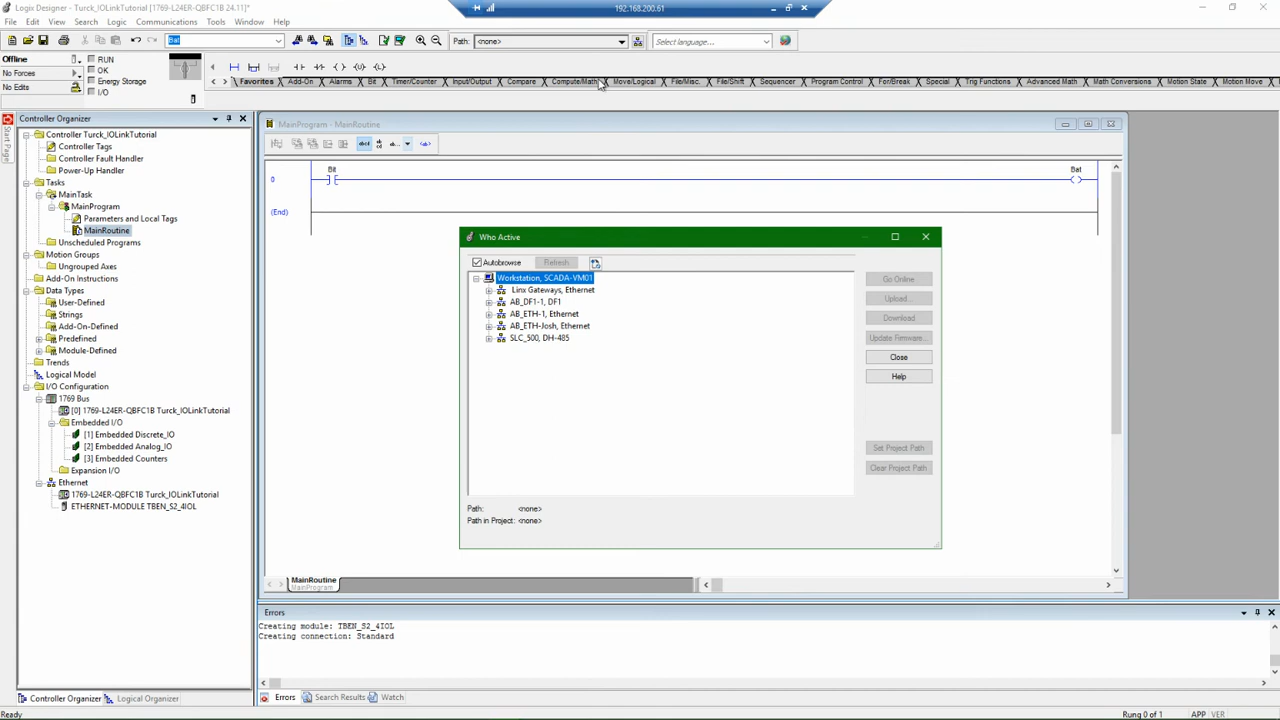 Logix Designer - Turck_IOLinkTutorial [1769-L24ER-QBFC1B 24.11]*
192.168.200.61
File Edit View Search Logic Communications Tools Window Help
Bat
Path: <none>
Select language...
Offline
RUN
No Forces
OK
No Edits
Energy Storage
I/O
Favorites Add-On Alarms Bit Timer/Counter Input/Output Compare Compute/Math Move/Logical File/Misc. File/Shift Sequencer Program Control For/Break Special Trig Functions Advanced Math Math Conversions Motion State Motion Move
Start Page
Controller Organizer
Controller Turck_IOLinkTutorial
Controller Tags
Controller Fault Handler
Power-Up Handler
Tasks
MainTask
MainProgram
Parameters and Local Tags
MainRoutine
Unscheduled Programs
Motion Groups
Ungrouped Axes
Add-On Instructions
Data Types
User-Defined
Strings
Add-On-Defined
Predefined
Module-Defined
Trends
Logical Model
I/O Configuration
1769 Bus
[0] 1769-L24ER-QBFC1B Turck_IOLinkTutorial
Embedded I/O
[1] Embedded Discrete_IO
[2] Embedded Analog_IO
[3] Embedded Counters
Expansion I/O
Ethernet
1769-L24ER-QBFC1B Turck_IOLinkTutorial
ETHERNET-MODULE TBEN_S2_4IOL
Controller Organizer Logical Organizer
MainProgram - MainRoutine
0
Bit
Bat
(End)
Who Active
Autobrowse
Refresh
Workstation, SCADA-VM01
Linx Gateways, Ethernet
AB_DF1-1, DF1
AB_ETH-1, Ethernet
AB_ETH-Josh, Ethernet
SLC_500, DH-485
Go Online
Upload...
Download
Update Firmware...
Close
Help
Set Project Path
Clear Project Path
Path: <none>
Path in Project: <none>
MainRoutine
MainProgram
Errors
Creating module: TBEN_S2_4IOL
Creating connection: Standard
Errors Search Results Watch
Ready
Rung 0 of 1
APP VER